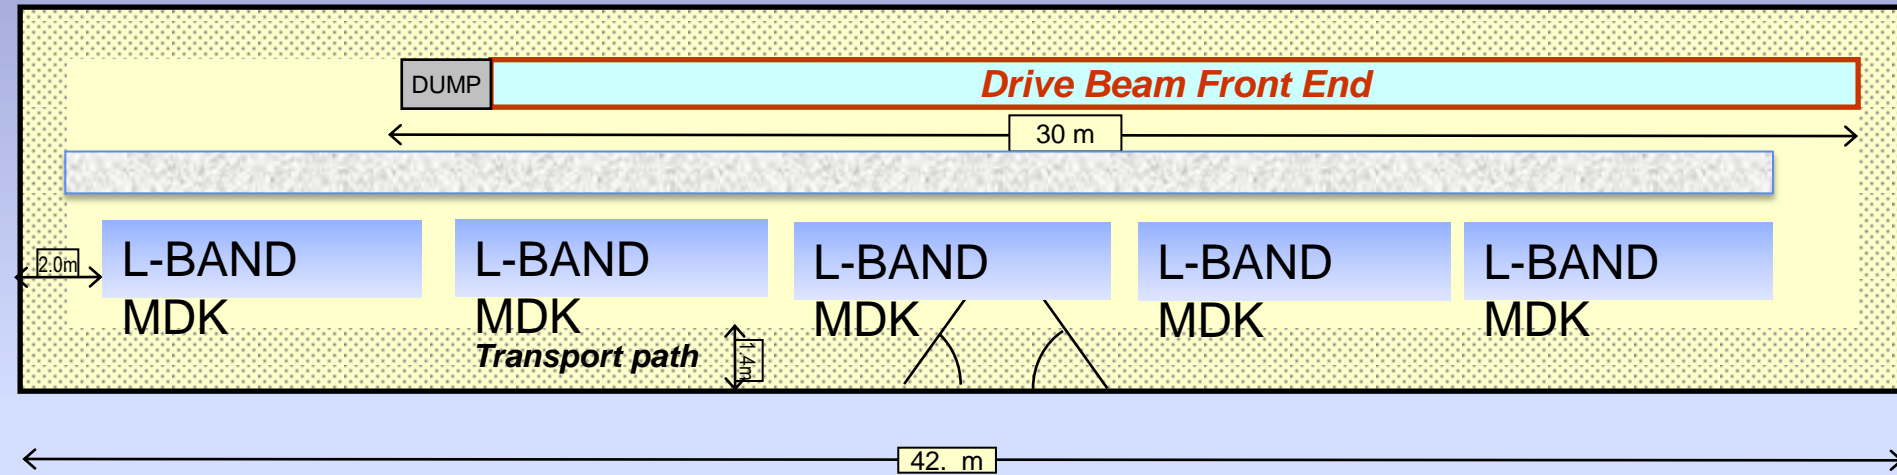 DUMP
Drive Beam Front End
30 m
2.0m
L-BAND
MDK
L-BAND
MDK
L-BAND
MDK
L-BAND
MDK
L-BAND
MDK
Transport path
1.4m
42. m